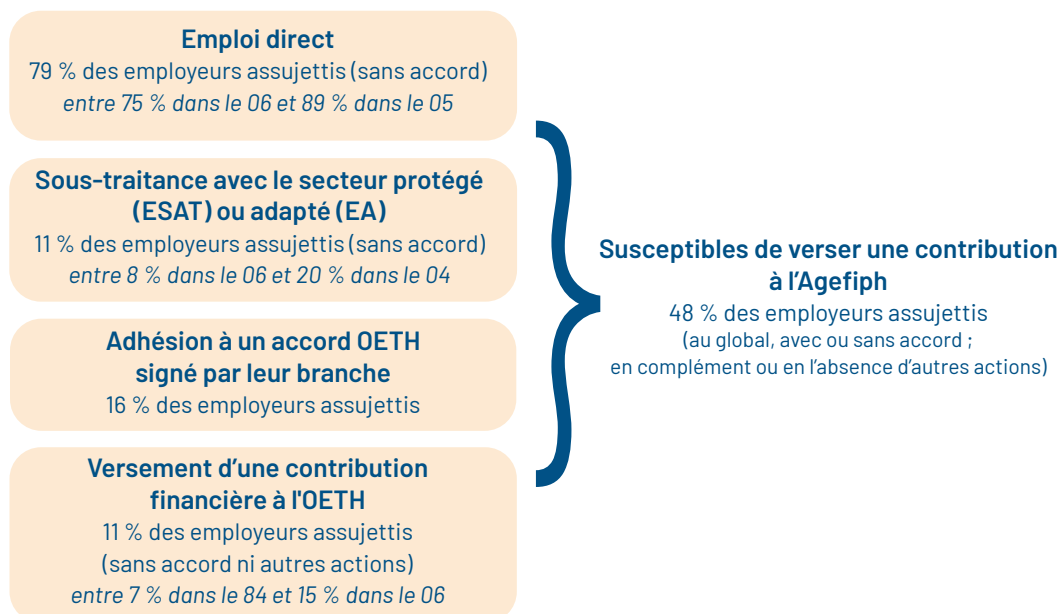 Emploi direct
79 % des employeurs assujettis (sans accord)
entre 75 % dans le 06 et 89 % dans le 05
Sous-traitance avec le secteur protégé
(ESAT) ou adapté (EA)
11 % des employeurs assujettis (sans accord)
entre 8 % dans le 06 et 20 % dans le 04
Adhésion à un accord OETH
signé par leur branche
16 % des employeurs assujettis
Versement d’une contribution
financière à l'OETH
11 % des employeurs assujettis
(sans accord ni autres actions)
entre 7 % dans le 84 et 15 % dans le 06
Susceptibles de verser une contribution
à l’Agefiph
48 % des employeurs assujettis
(au global, avec ou sans accord ;
en complément ou en l’absence d’autres actions)